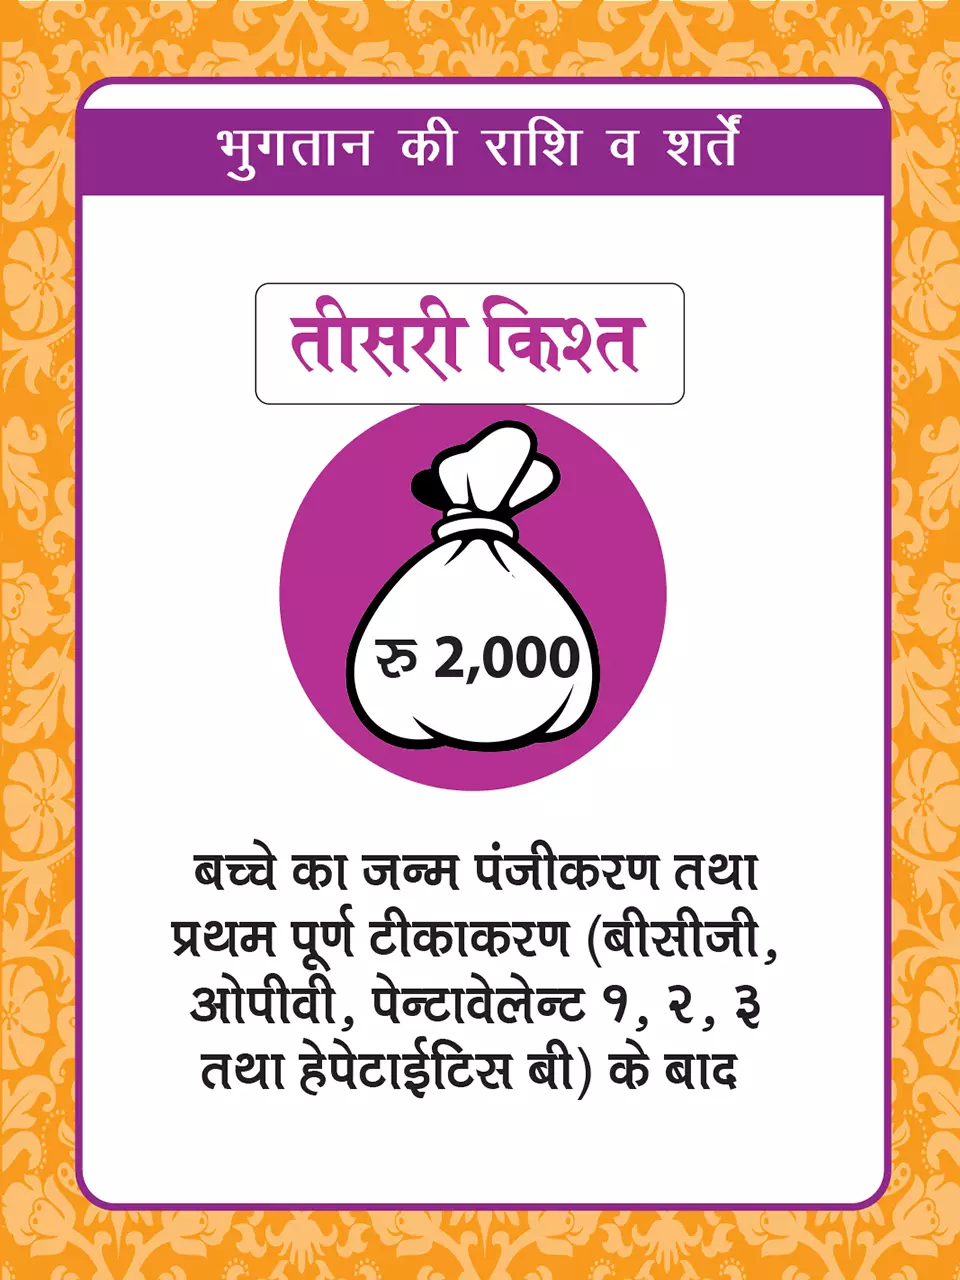 भुगतान की राशि व शर्तें
तीसरी किश्त
रु 2,000
बच्चे का जन्म पंजीकरण तथा
प्रथम पूर्ण टीकाकरण (बीसीजी,
ओपीवी, पेन्टावेलेन्ट १, २, ३
तथा हेपेटाईटिस बी) के बाद